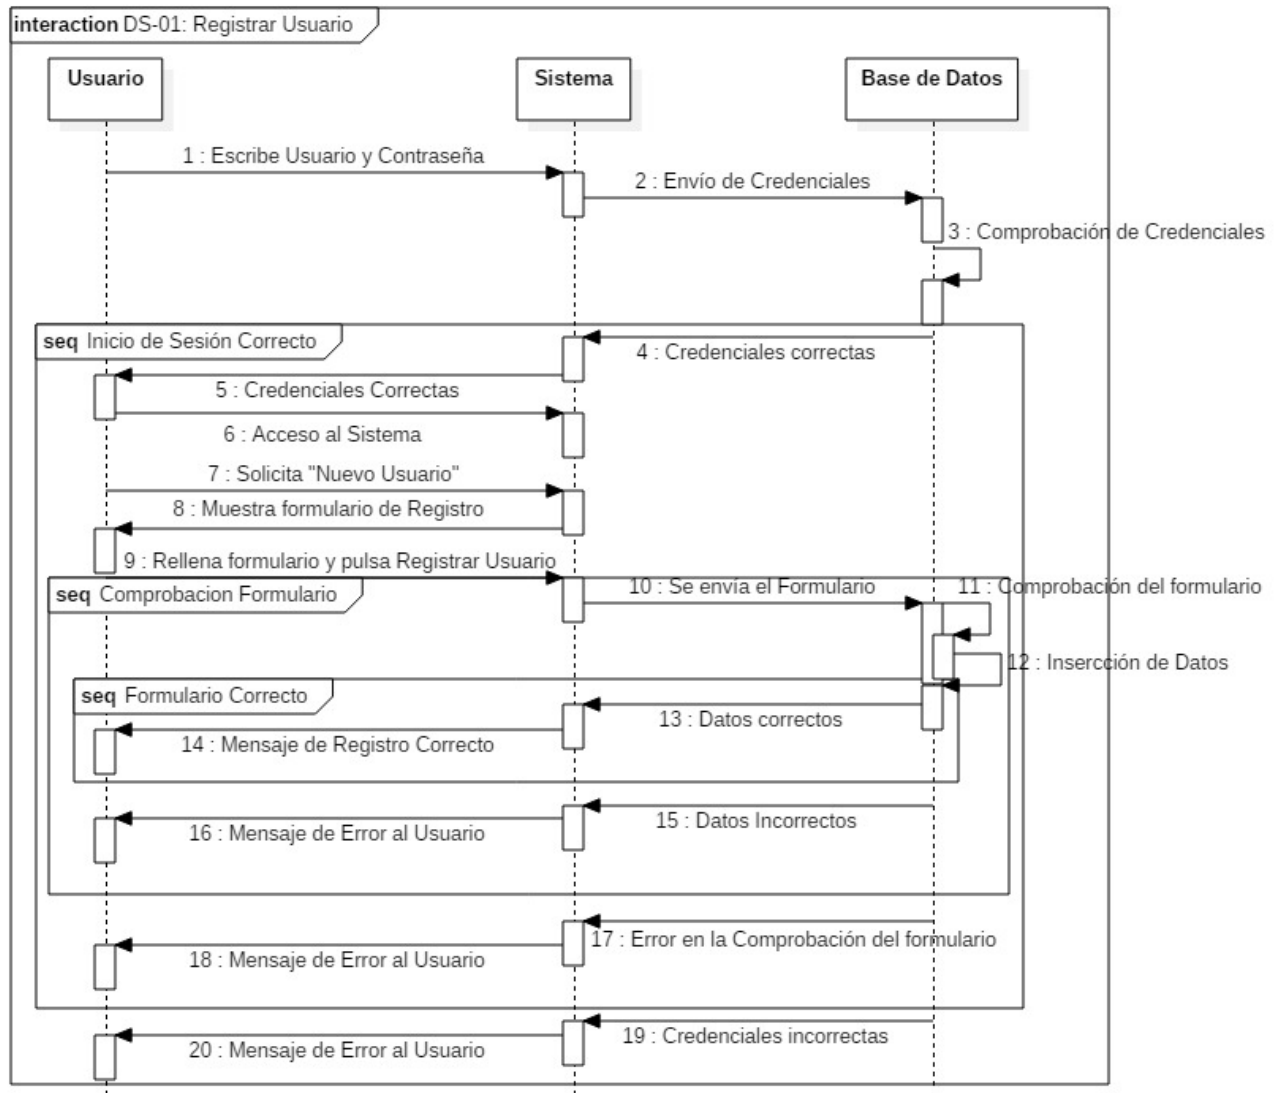 interaction DS-01: Registrar Usuario
Usuario
Sistema
Base de Datos
1 : Escribe Usuario y Contraseña
2 : Envío de Credenciales
3 : Comprobación de Credenciales
seq Inicio de Sesión Correcto
4 : Credenciales correctas
5 : Credenciales Correctas
6 : Acceso al Sistema
7 : Solicita "Nuevo Usuario"
8 : Muestra formulario de Registro
9 : Rellena formulario y pulsa Registrar Usuario
seq Comprobacion Formulario
10 : Se envía el Formulario
11 : Comprobación del formulario
12 : Insercción de Datos
seq Formulario Correcto
13 : Datos correctos
14 : Mensaje de Registro Correcto
15 : Datos Incorrectos
16 : Mensaje de Error al Usuario
17 : Error en la Comprobación del formulario
18 : Mensaje de Error al Usuario
19 : Credenciales incorrectas
20 : Mensaje de Error al Usuario